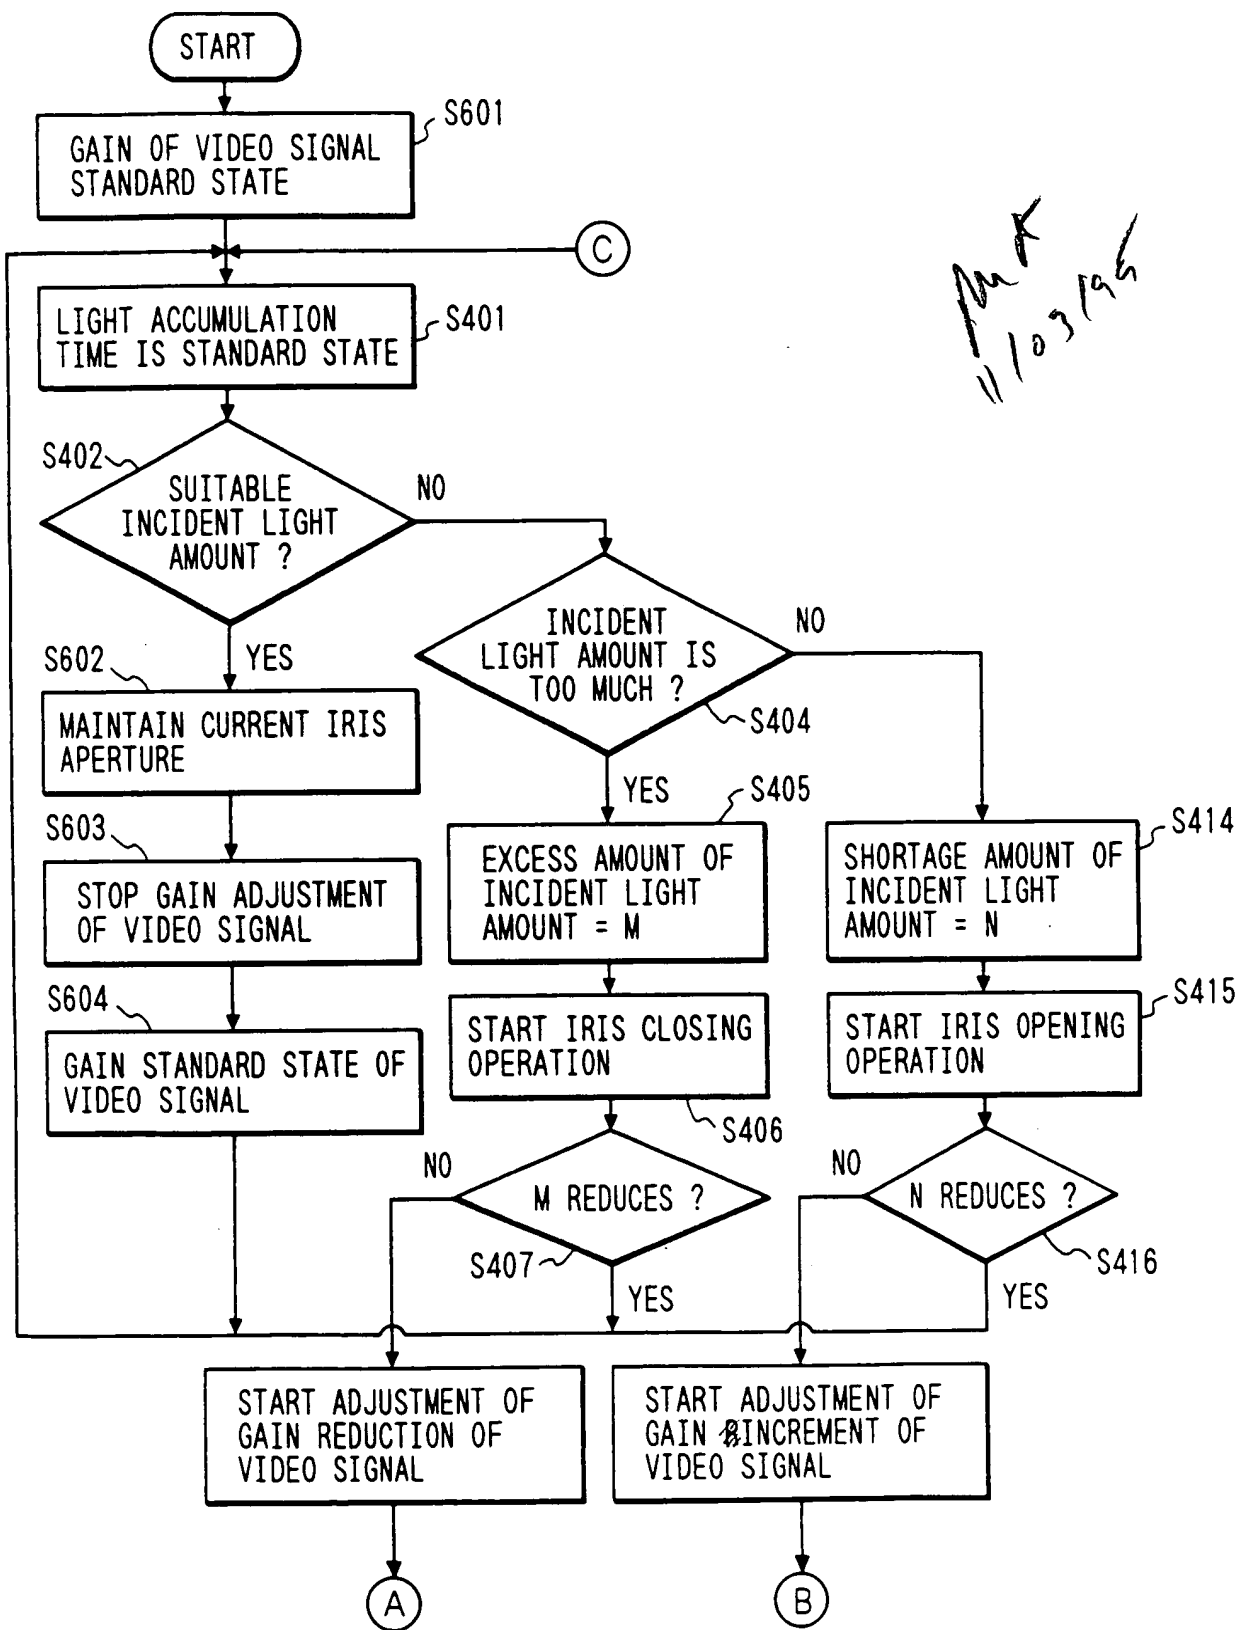 START
S601
GAIN OF VIDEO SIGNAL
STANDARD STATE
C
S401
LIGHT ACCUMULATION
TIME IS STANDARD STATE
S402
SUITABLE
INCIDENT LIGHT
AMOUNT ?
NO
YES
INCIDENT
LIGHT AMOUNT IS
TOO MUCH ?
NO
S404
YES
S602
MAINTAIN CURRENT IRIS
APERTURE
S603
STOP GAIN ADJUSTMENT
OF VIDEO SIGNAL
S604
GAIN STANDARD STATE OF
VIDEO SIGNAL
S405
EXCESS AMOUNT OF
INCIDENT LIGHT
AMOUNT = M
START IRIS CLOSING
OPERATION
S406
NO
M REDUCES ?
S407
YES
S414
SHORTAGE AMOUNT OF
INCIDENT LIGHT
AMOUNT = N
S415
START IRIS OPENING
OPERATION
NO
N REDUCES ?
S416
YES
START ADJUSTMENT OF
GAIN REDUCTION OF
VIDEO SIGNAL
A
START ADJUSTMENT OF
GAIN INCREMENT OF
VIDEO SIGNAL
B